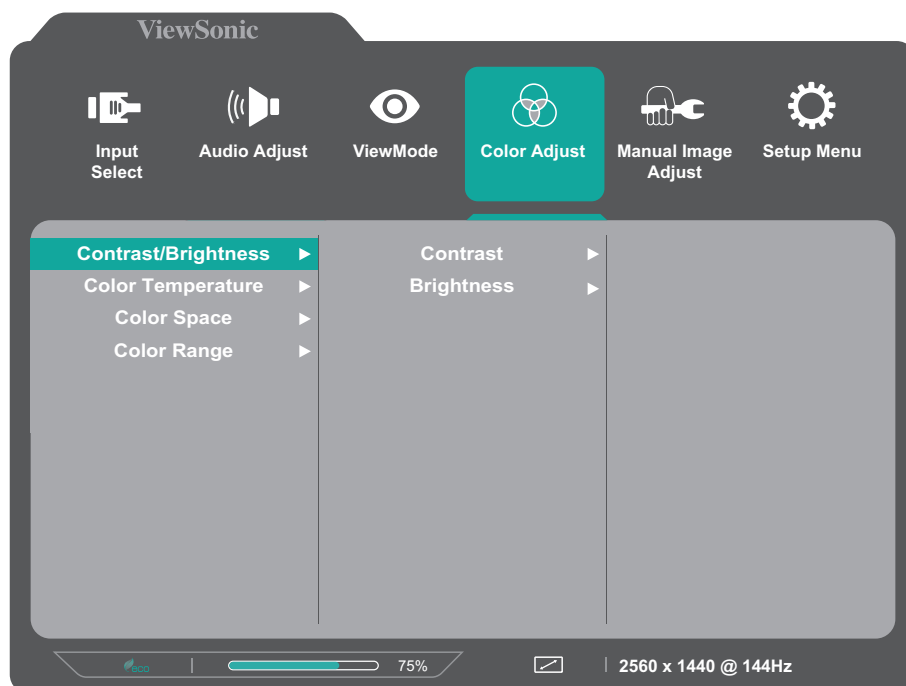 ViewSonic
Input
Select
Audio Adjust
ViewMode
Color Adjust
Manual Image
Adjust
Setup Menu
Contrast/Brightness
Color Temperature
Color Space
Color Range
Contrast
Brightness
eco
75%
2560 x 1440 @ 144Hz